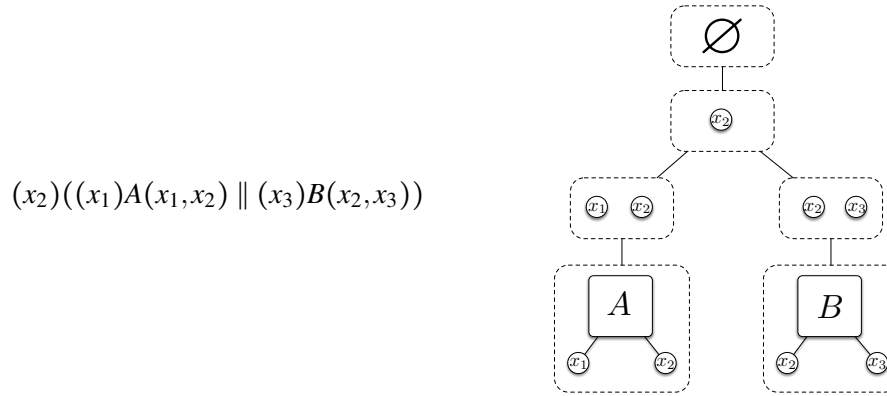 ∅
x₂
(x₂)((x₁)A(x₁,x₂) ∥ (x₃)B(x₂,x₃))
x₁ x₂ x₂ x₃
A B
x₁ x₂ x₂ x₃